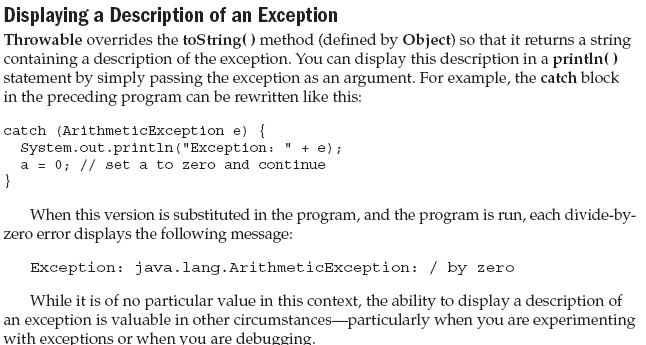 Displaying a Description of an Exception
Throwable overrides the toString( ) method (defined by Object) so that it returns a string
containing a description of the exception. You can display this description in a println( )
statement by simply passing the exception as an argument. For example, the catch block
in the preceding program can be rewritten like this:
catch (ArithmeticException e) {
  System.out.println("Exception: " + e);
  a = 0; // set a to zero and continue
}
When this version is substituted in the program, and the program is run, each divide-by-
zero error displays the following message:
Exception: java.lang.ArithmeticException: / by zero
While it is of no particular value in this context, the ability to display a description of
an exception is valuable in other circumstances—particularly when you are experimenting
with exceptions or when you are debugging.